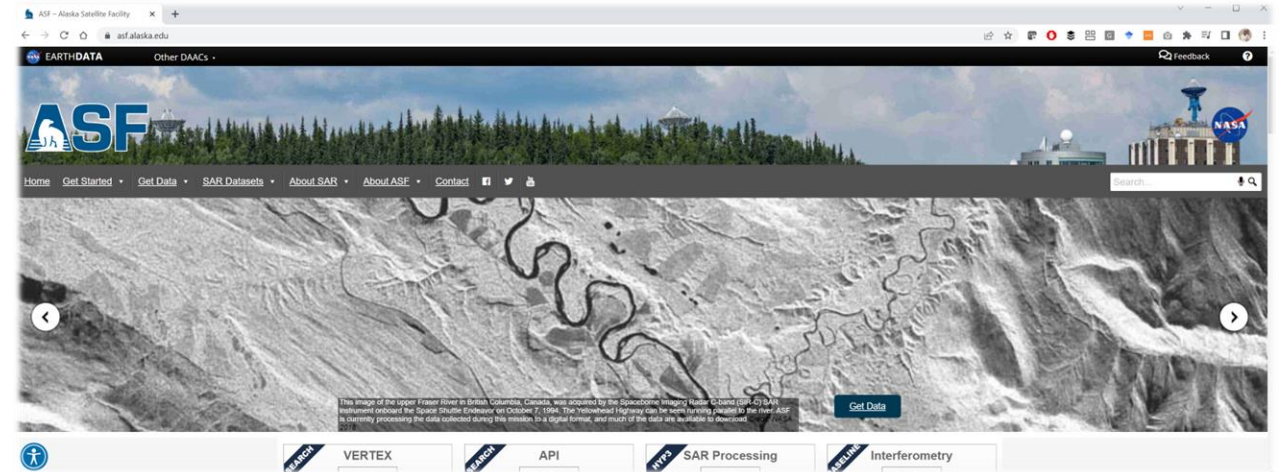 ASF – Alaska Satellite Facility
asf.alaska.edu
EARTHDATA Other DAACs
Feedback
ASF
NASA
Home Get Started Get Data SAR Datasets About SAR About ASF Contact
Search...
This image of the upper Fraser River in British Columbia, Canada, was acquired by the Spaceborne Imaging Radar C-band (SIR-C) SAR
instrument onboard the Space Shuttle Endeavor on October 7, 1994. The Yellowhead Highway can be seen running parallel to the river. ASF
is currently processing the data collected during this mission to a digital format, and much of the data are available to download
Get Data
SEARCH VERTEX
SEARCH API
HYP3 SAR Processing
BASELINE Interferometry